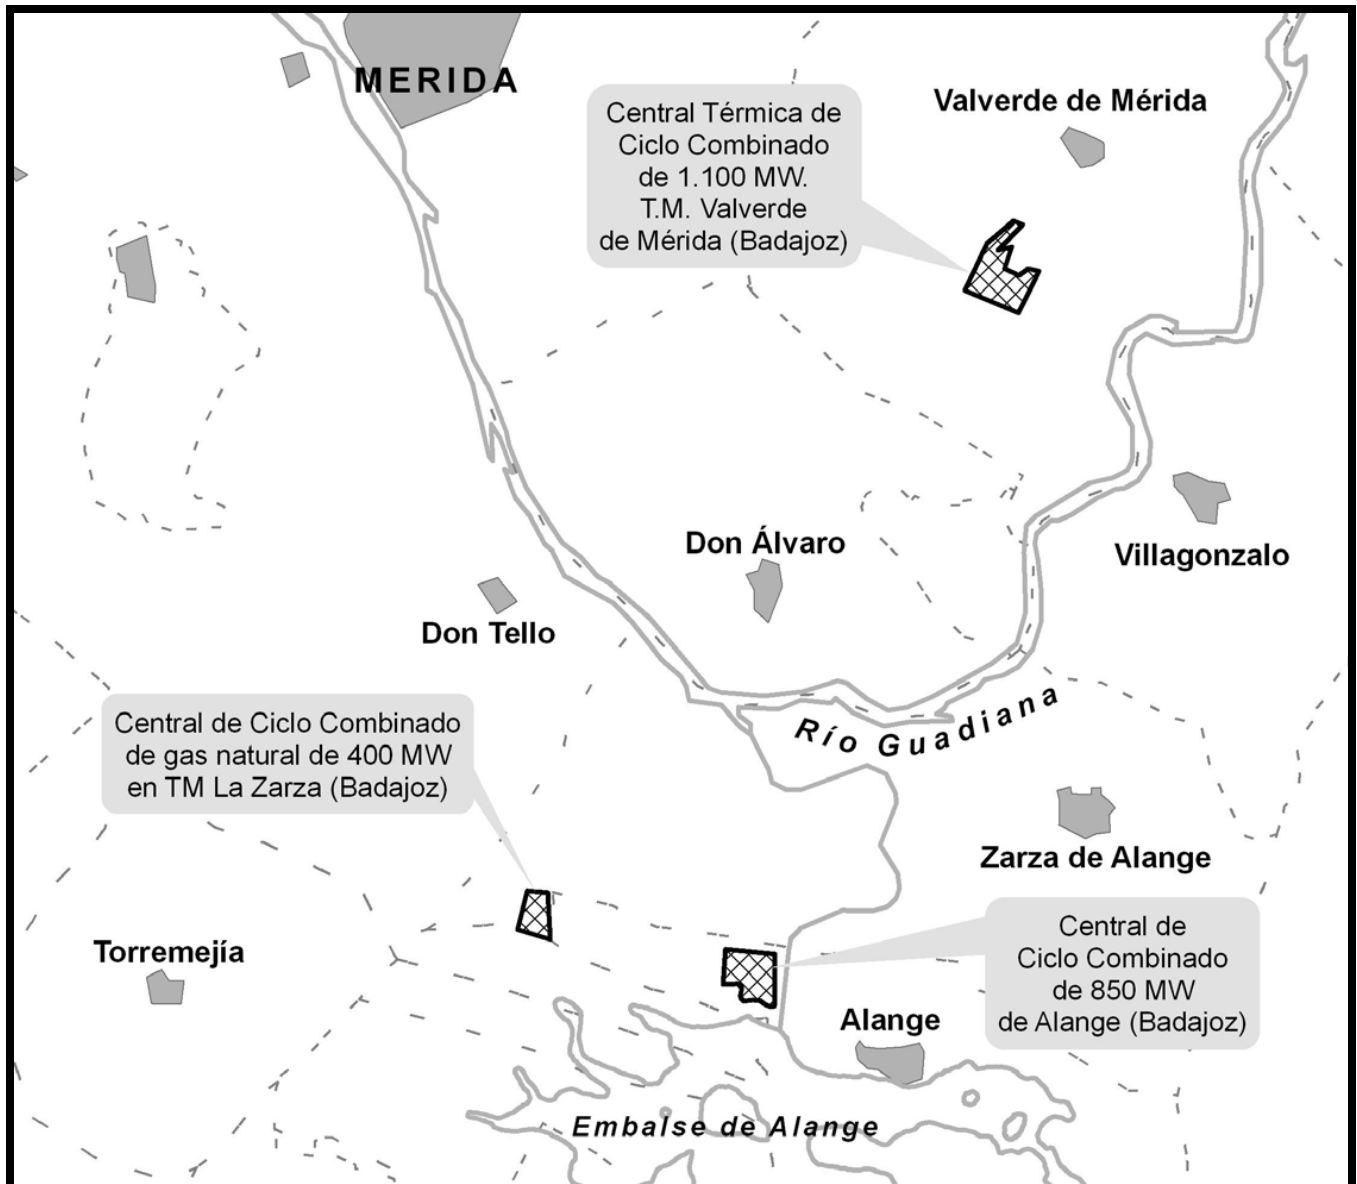 MERIDA
Central Térmica de
Ciclo Combinado
de 1.100 MW.
T.M. Valverde
de Mérida (Badajoz)
Valverde de Mérida
Don Álvaro
Villagonzalo
Don Tello
Río Guadiana
Central de Ciclo Combinado
de gas natural de 400 MW
en TM La Zarza (Badajoz)
Zarza de Alange
Torremejía
Central de
Ciclo Combinado
de 850 MW
de Alange (Badajoz)
Alange
Embalse de Alange